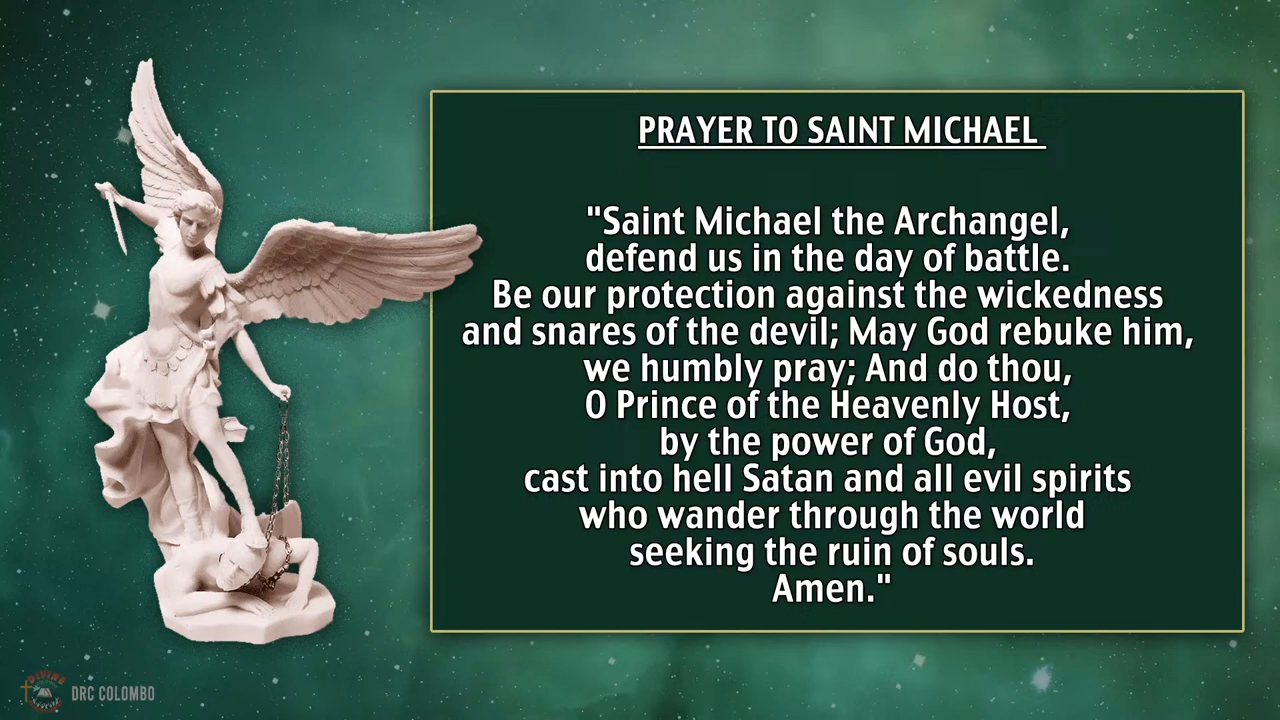 PRAYER TO SAINT MICHAEL
"Saint Michael the Archangel,
defend us in the day of battle.
Be our protection against the wickedness
and snares of the devil; May God rebuke him,
we humbly pray; And do thou,
O Prince of the Heavenly Host,
by the power of God,
cast into hell Satan and all evil spirits
who wander through the world
seeking the ruin of souls.
Amen."
DIVINE
DRC COLOMBO